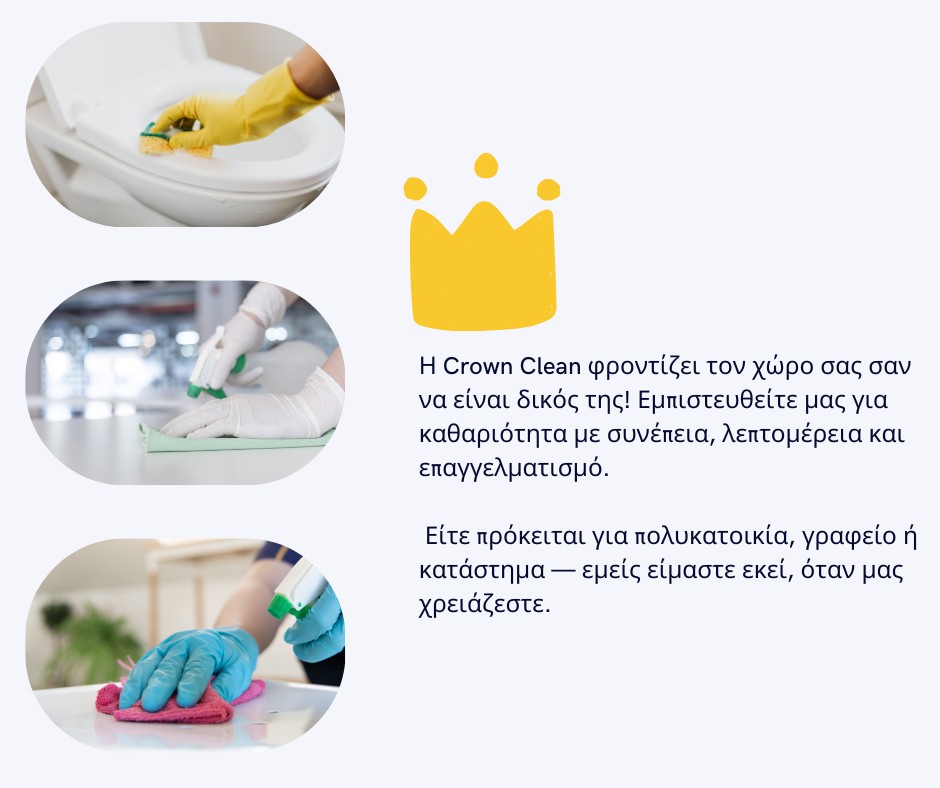 Η Crown Clean φροντίζει τον χώρο σας σαν
να είναι δικός της! Εμπιστευθείτε μας για
καθαριότητα με συνέπεια, λεπτομέρεια και
επαγγελματισμό.
Είτε πρόκειται για πολυκατοικία, γραφείο ή
κατάστημα — εμείς είμαστε εκεί, όταν μας
χρειάζεστε.